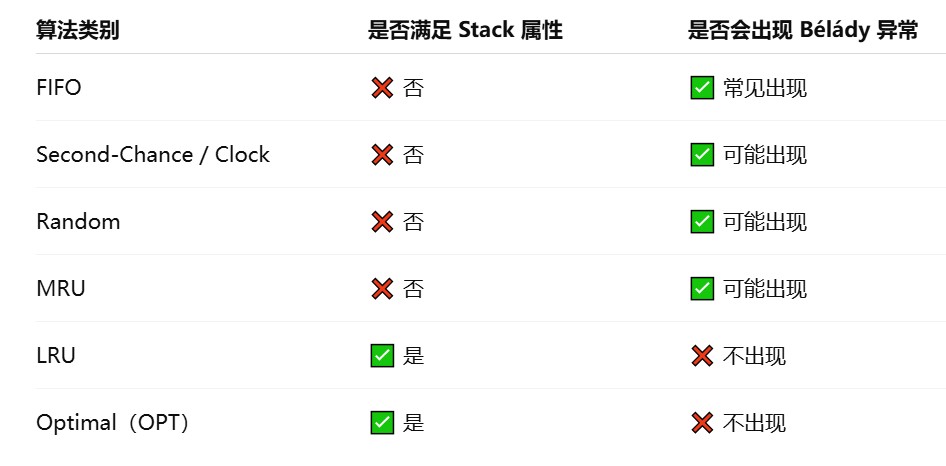 算法类别 是否满足 Stack 属性 是否会出现 Bélády 异常
FIFO ❌ 否 ✅ 常见出现
Second-Chance / Clock ❌ 否 ✅ 可能出现
Random ❌ 否 ✅ 可能出现
MRU ❌ 否 ✅ 可能出现
LRU ✅ 是 ❌ 不出现
Optimal（OPT） ✅ 是 ❌ 不出现